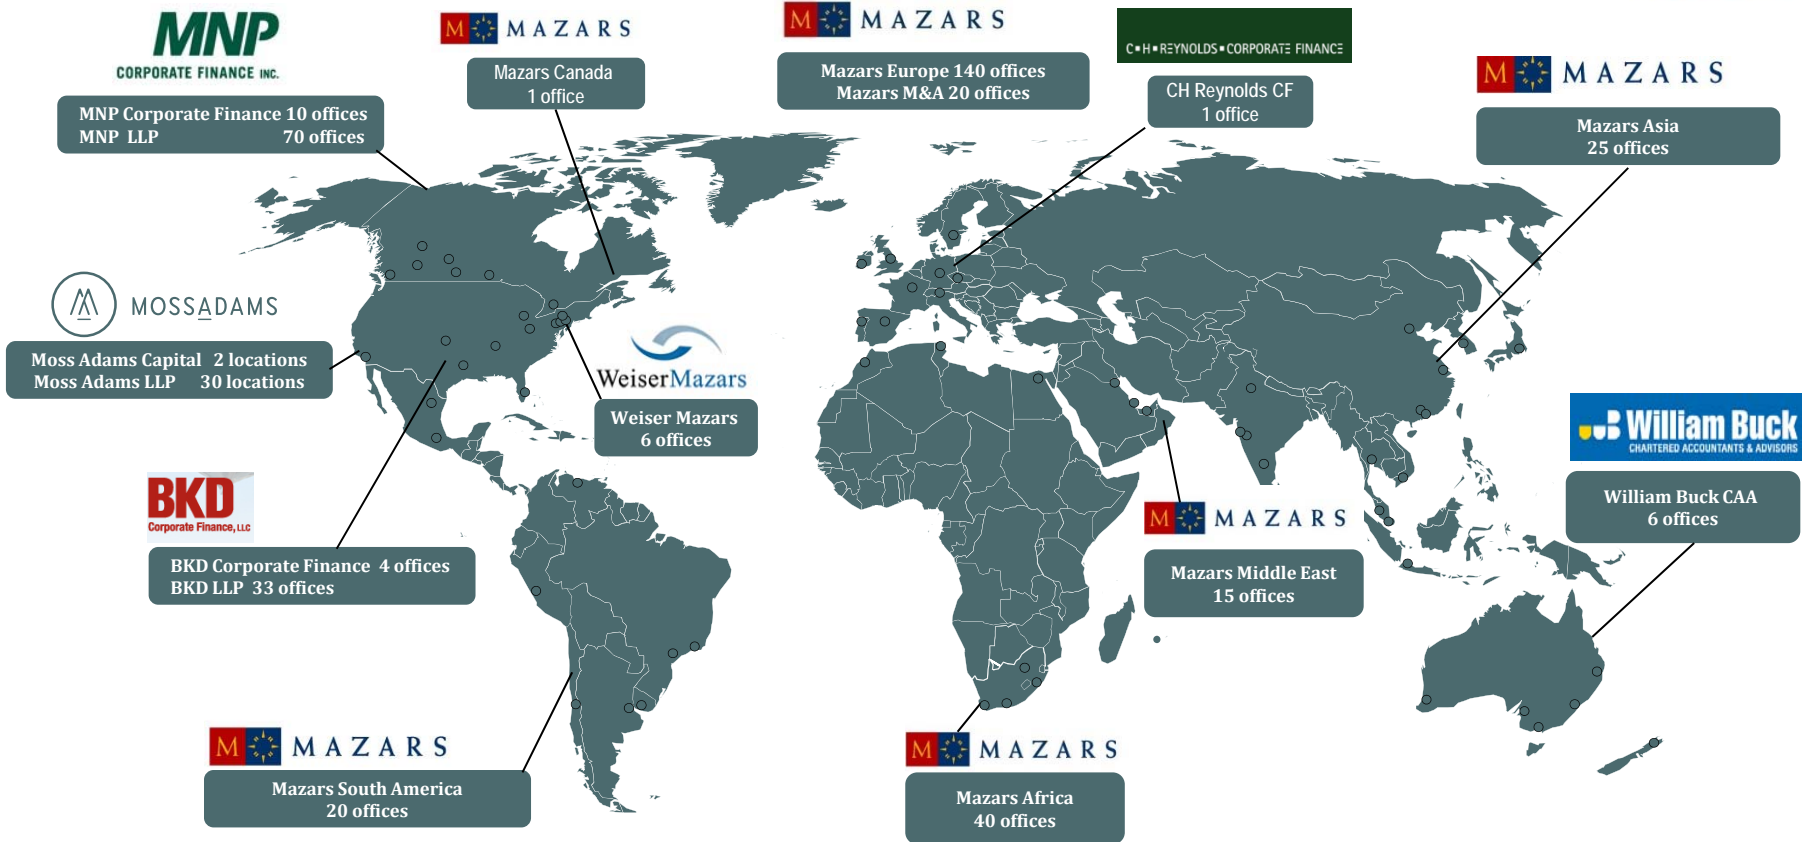 MNP
CORPORATE FINANCE INC.
MNP Corporate Finance 10 offices
MNP LLP 70 offices
M MAZARS
Mazars Canada
1 office
M MAZARS
Mazars Europe 140 offices
Mazars M&A 20 offices
C▪H▪REYNOLDS▪CORPORATE FINANCE
CH Reynolds CF
1 office
M MAZARS
Mazars Asia
25 offices
MOSSADAMS
Moss Adams Capital 2 locations
Moss Adams LLP 30 locations
WeiserMazars
Weiser Mazars
6 offices
William Buck
CHARTERED ACCOUNTANTS & ADVISORS
William Buck CAA
6 offices
BKD
Corporate Finance, LLC
BKD Corporate Finance 4 offices
BKD LLP 33 offices
M MAZARS
Mazars Middle East
15 offices
M MAZARS
Mazars South America
20 offices
M MAZARS
Mazars Africa
40 offices